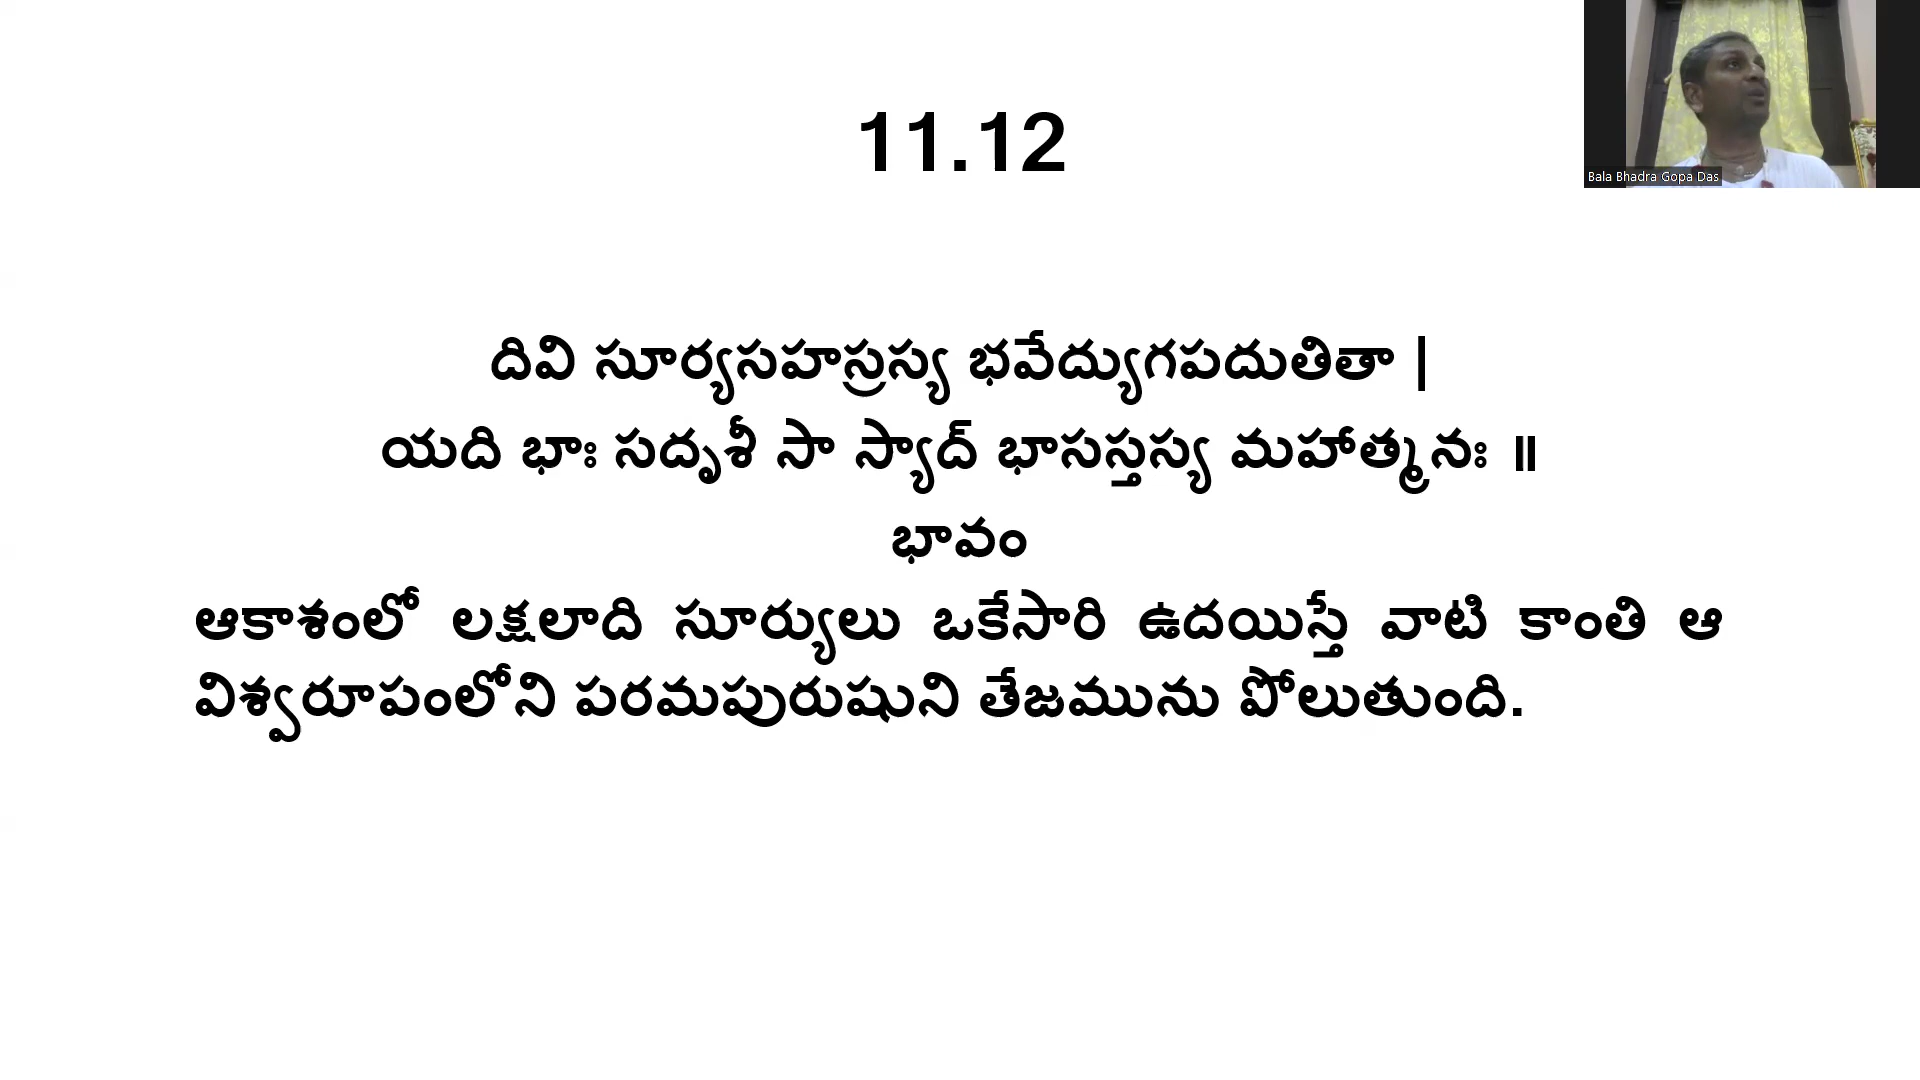 11.12
Bala Bhadra Gopa Das
దివి సూర్యసహస్రస్య భవేద్యుగపదుతితా |
యది భాః సదృశీ సా స్యాద్ భాసస్తస్య మహాత్మనః ॥
భావం
ఆకాశంలో లక్షలాది సూర్యులు ఒకేసారి ఉదయిస్తే వాటి కాంతి ఆ
విశ్వరూపంలోని పరమపురుషుని తేజమును పోలుతుంది.